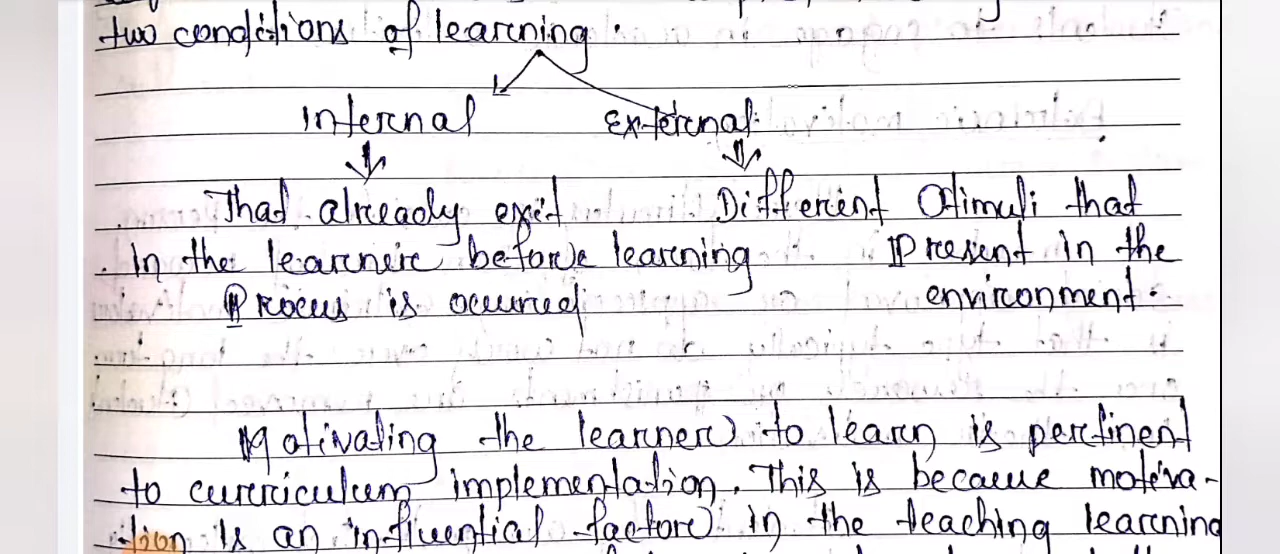 two conditions of learning.
Internal External
That already exit Different Stimuli that
in the learner before learning Present in the
Process is occurred environment.
Motivating the learner to learn is pertinent
to curriculum implementation. This is because motiva-
tion is an influential factor in the teaching learning